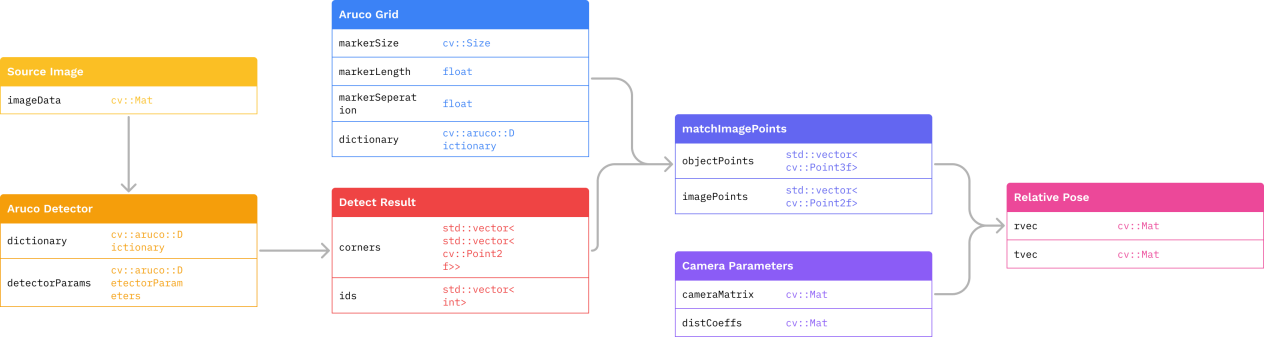 Source Image
imageData cv::Mat
Aruco Detector
dictionary cv::aruco::D
ictionary
detectorParams cv::aruco::D
etectorParam
eters
Aruco Grid
markerSize cv::Size
markerLength float
markerSeperat
ion float
dictionary cv::aruco::D
ictionary
Detect Result
corners std::vector<
std::vector<
cv::Point2
f>>
ids std::vector<
int>
matchImagePoints
objectPoints std::vector<
cv::Point3f>
imagePoints std::vector<
cv::Point2f>
Camera Parameters
cameraMatrix cv::Mat
distCoeffs cv::Mat
Relative Pose
rvec cv::Mat
tvec cv::Mat